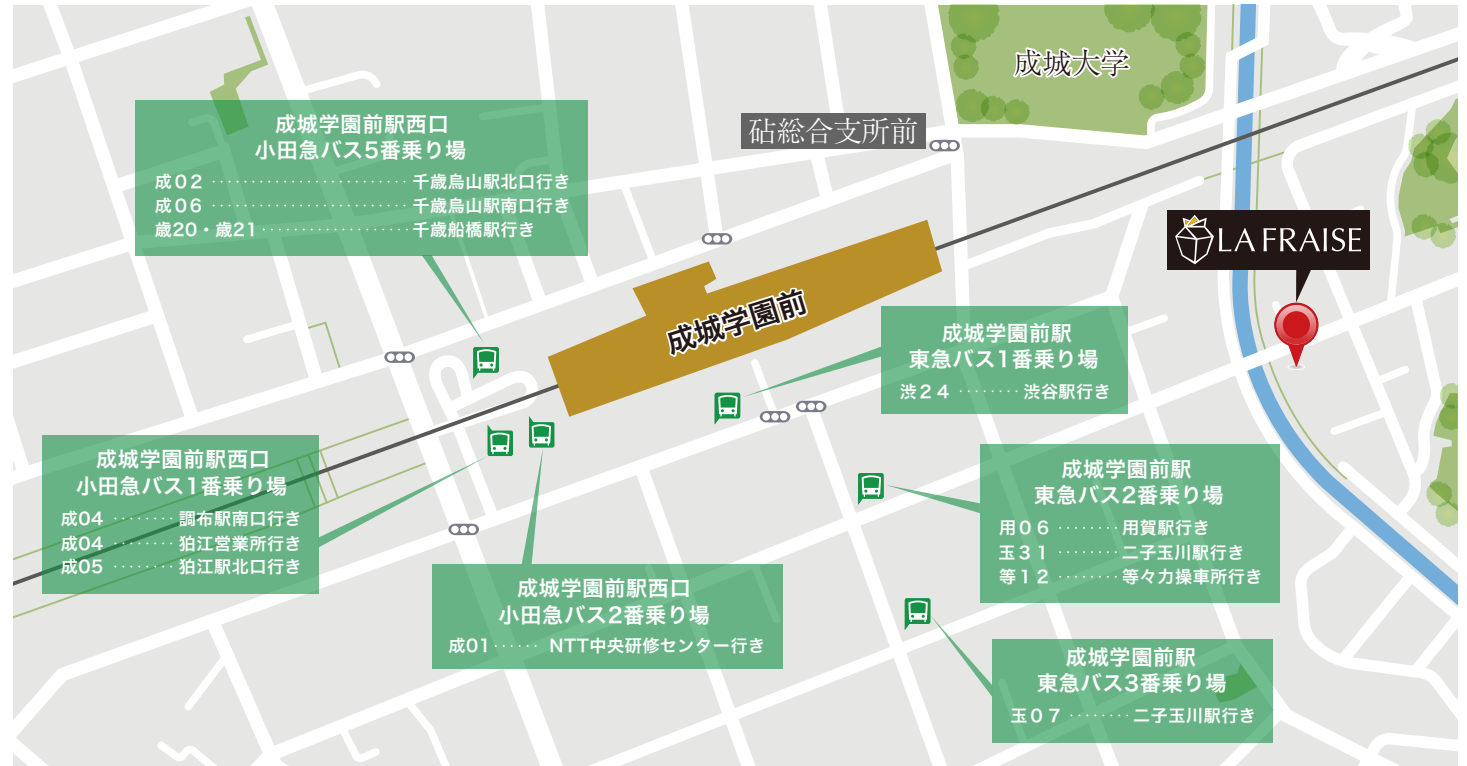 成城大学
砧総合支所前
成城学園前駅西口
小田急バス5番乗り場
成０２ ・・・・・・・・・・・・・・・・・・・・・・・・ 千歳烏山駅北口行き
成０６ ・・・・・・・・・・・・・・・・・・・・・・・・ 千歳烏山駅南口行き
歳20・歳21 ・・・・・・・・・・・・・・・・・・ 千歳船橋駅行き
LA FRAISE
成城学園前
成城学園前駅
東急バス1番乗り場
渋２４ ・・・・・・・・ 渋谷駅行き
成城学園前駅西口
小田急バス1番乗り場
成04 ・・・・・・・・ 調布駅南口行き
成04 ・・・・・・・・ 狛江営業所行き
成05 ・・・・・・・・ 狛江駅北口行き
成城学園前駅
東急バス2番乗り場
用０６ ・・・・・・・・ 用賀駅行き
玉３１ ・・・・・・・・ 二子玉川駅行き
等１２ ・・・・・・・・ 等々力操車所行き
成城学園前駅西口
小田急バス2番乗り場
成01 ・・・・・・ NTT中央研修センター行き
成城学園前駅
東急バス3番乗り場
玉０７ ・・・・・・・・ 二子玉川駅行き